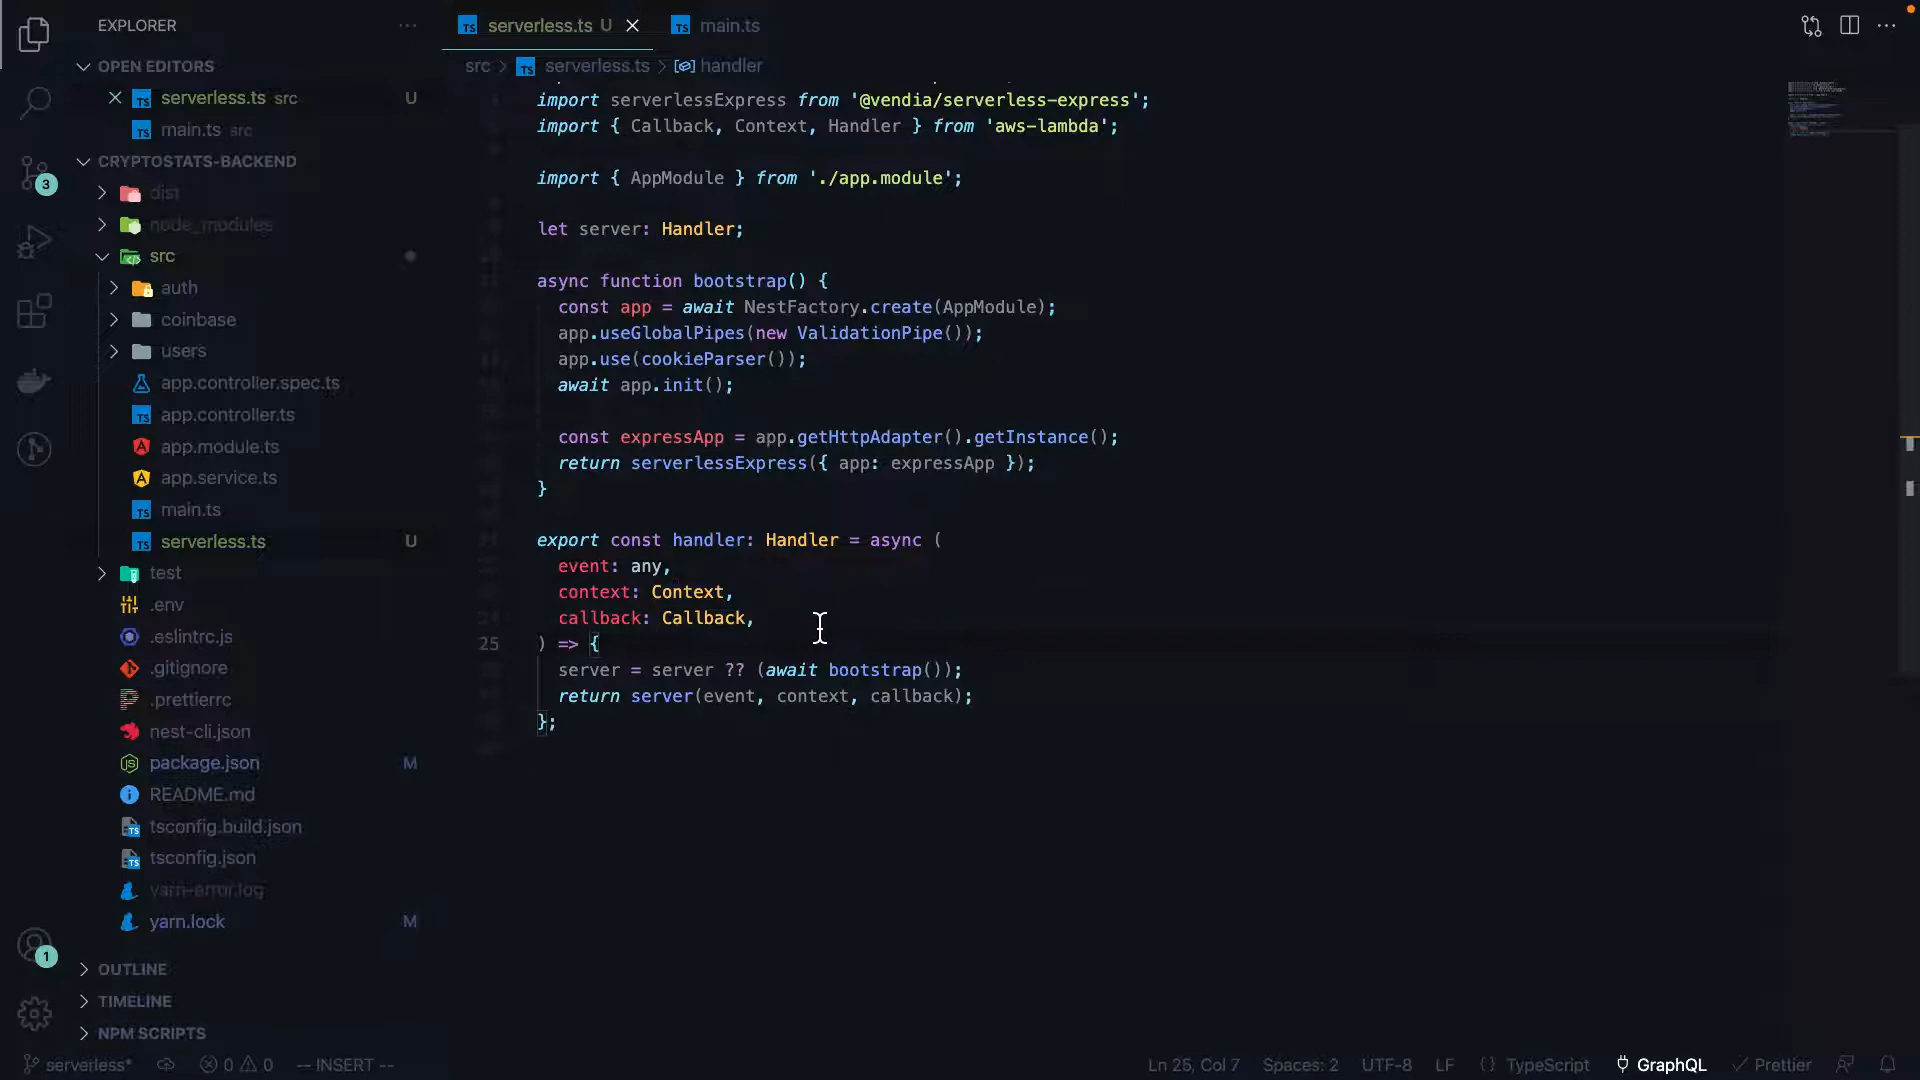 EXPLORER
serverless.ts U
main.ts
OPEN EDITORS
src > serverless.ts > handler
serverless.ts src U
main.ts src
CRYPTOSTATS-BACKEND
dist
node_modules
src
auth
coinbase
users
app.controller.spec.ts
app.controller.ts
app.module.ts
app.service.ts
main.ts
serverless.ts U
test
.env
.eslintrc.js
.gitignore
.prettierrc
nest-cli.json
package.json M
README.md
tsconfig.build.json
tsconfig.json
yarn-error.log
yarn.lock M
OUTLINE
TIMELINE
NPM SCRIPTS
3
1
import serverlessExpress from '@vendia/serverless-express';
import { Callback, Context, Handler } from 'aws-lambda';
import { AppModule } from './app.module';
let server: Handler;
async function bootstrap() {
const app = await NestFactory.create(AppModule);
app.useGlobalPipes(new ValidationPipe());
app.use(cookieParser());
await app.init();
const expressApp = app.getHttpAdapter().getInstance();
return serverlessExpress({ app: expressApp });
}
export const handler: Handler = async (
event: any,
context: Context,
callback: Callback,
25 ) => {
server = server ?? (await bootstrap());
return server(event, context, callback);
};
serverless* 0 0 -- INSERT -- Ln 25, Col 7 Spaces: 2 UTF-8 LF {} TypeScript GraphQL Prettier